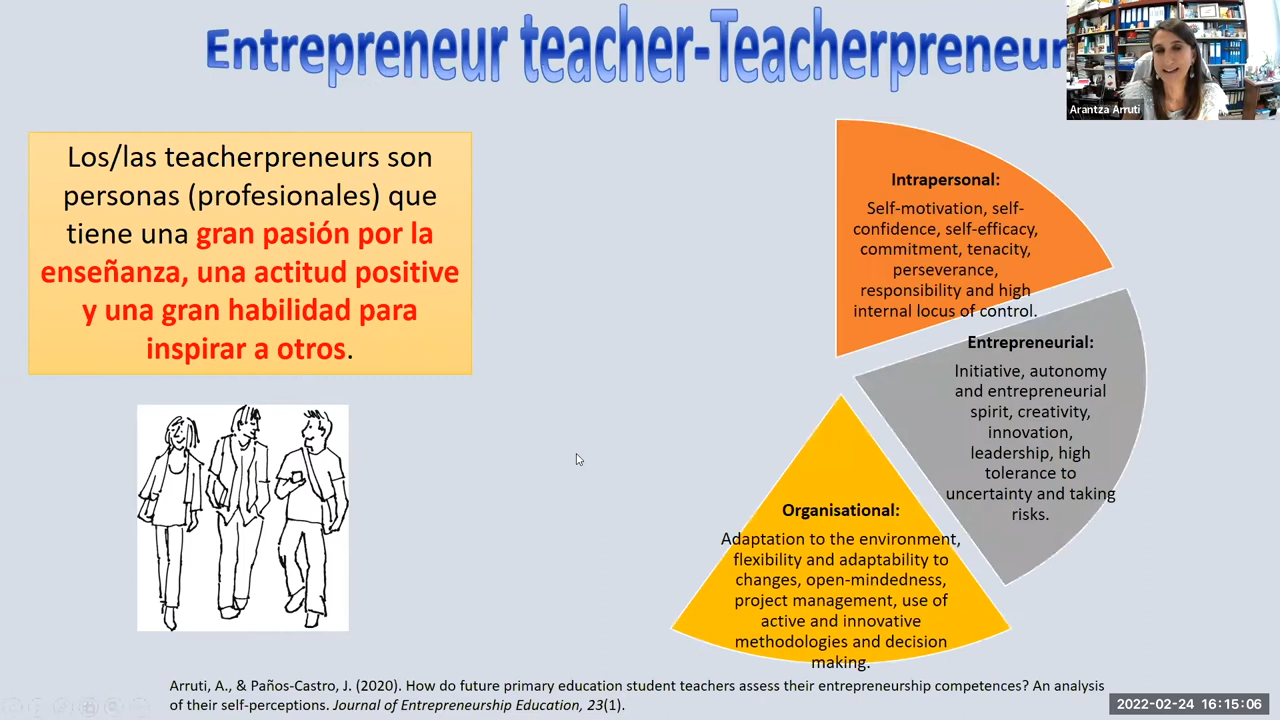 Entrepreneur teacher-Teacherpreneur
Arantza Arruti
Los/las teacherpreneurs son
personas (profesionales) que
tiene una gran pasión por la
enseñanza, una actitud positive
y una gran habilidad para
inspirar a otros.
Intrapersonal:
Self-motivation, self-
confidence, self-efficacy,
commitment, tenacity,
perseverance,
responsibility and high
internal locus of control.
Entrepreneurial:
Initiative, autonomy
and entrepreneurial
spirit, creativity,
innovation,
leadership, high
tolerance to
uncertainty and taking
risks.
Organisational:
Adaptation to the environment,
flexibility and adaptability to
changes, open-mindedness,
project management, use of
active and innovative
methodologies and decision
making.
Arruti, A., & Paños-Castro, J. (2020). How do future primary education student teachers assess their entrepreneurship competences? An analysis
of their self-perceptions. Journal of Entrepreneurship Education, 23(1).
2022-02-24 16:15:06